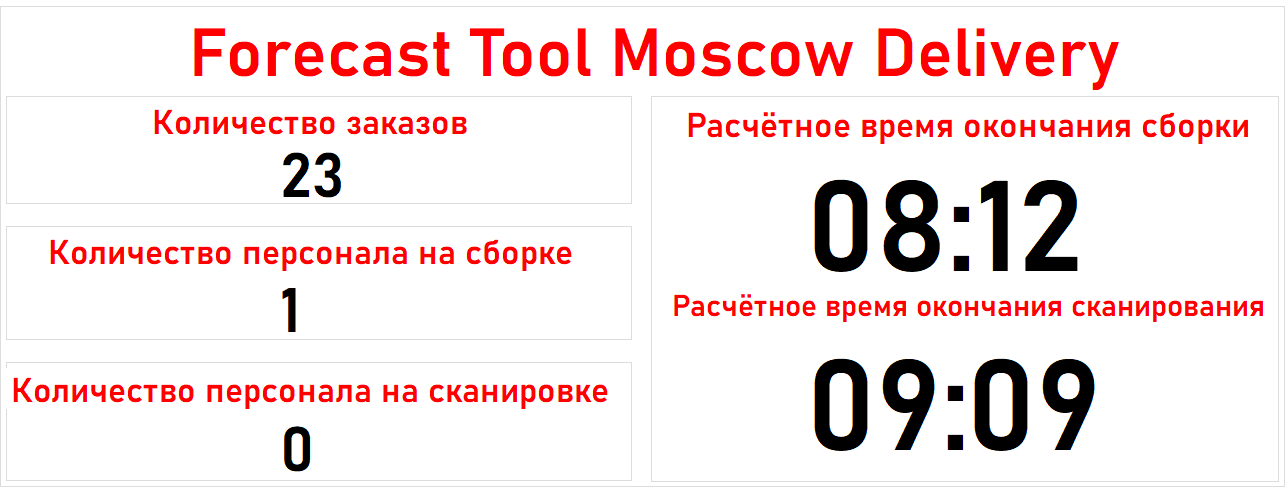 Forecast Tool Moscow Delivery
Количество заказов
23
Количество персонала на сборке
1
Количество персонала на сканировке
0
Расчётное время окончания сборки
08:12
Расчётное время окончания сканирования
09:09